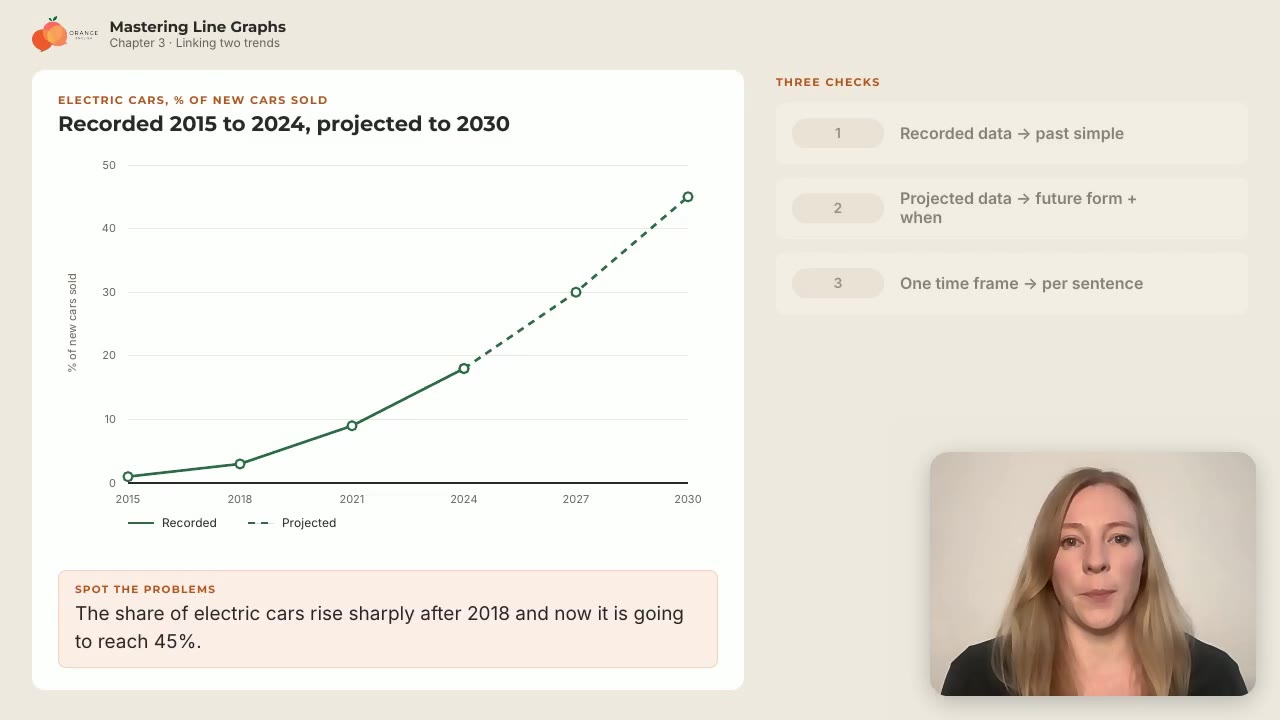 ORANGE
Mastering Line Graphs
Chapter 3 · Linking two trends
ELECTRIC CARS, % OF NEW CARS SOLD
Recorded 2015 to 2024, projected to 2030
50
40
30
20
10
0
% of new cars sold
2015 2018 2021 2024 2027 2030
Recorded Projected
SPOT THE PROBLEMS
The share of electric cars rise sharply after 2018 and now it is going
to reach 45%.
THREE CHECKS
1 Recorded data → past simple
2 Projected data → future form +
when
3 One time frame → per sentence